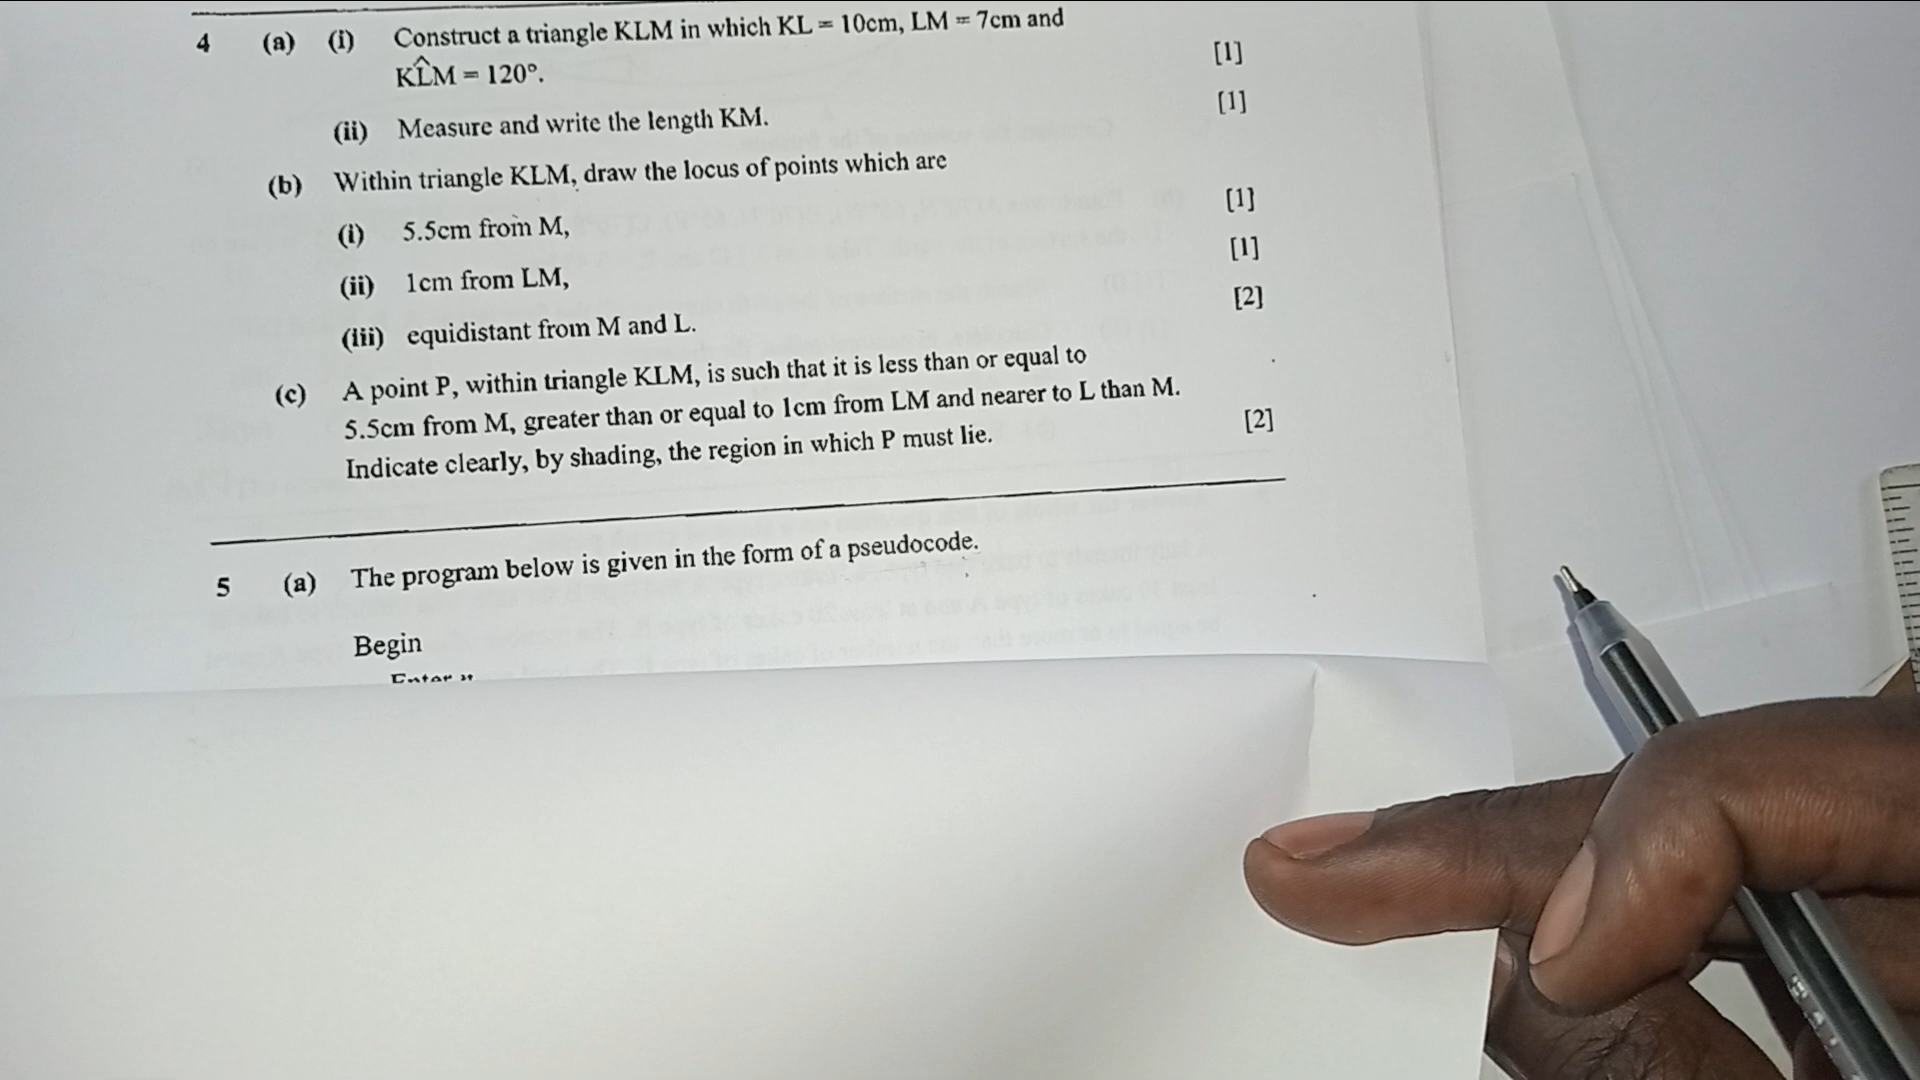 4 (a) (i) Construct a triangle KLM in which KL = 10cm, LM = 7cm and
KL̂M = 120°. [1]
(ii) Measure and write the length KM. [1]
(b) Within triangle KLM, draw the locus of points which are
(i) 5.5cm from M, [1]
(ii) 1cm from LM, [1]
(iii) equidistant from M and L. [2]
(c) A point P, within triangle KLM, is such that it is less than or equal to
5.5cm from M, greater than or equal to 1cm from LM and nearer to L than M.
Indicate clearly, by shading, the region in which P must lie. [2]
5 (a) The program below is given in the form of a pseudocode.
Begin
Enter